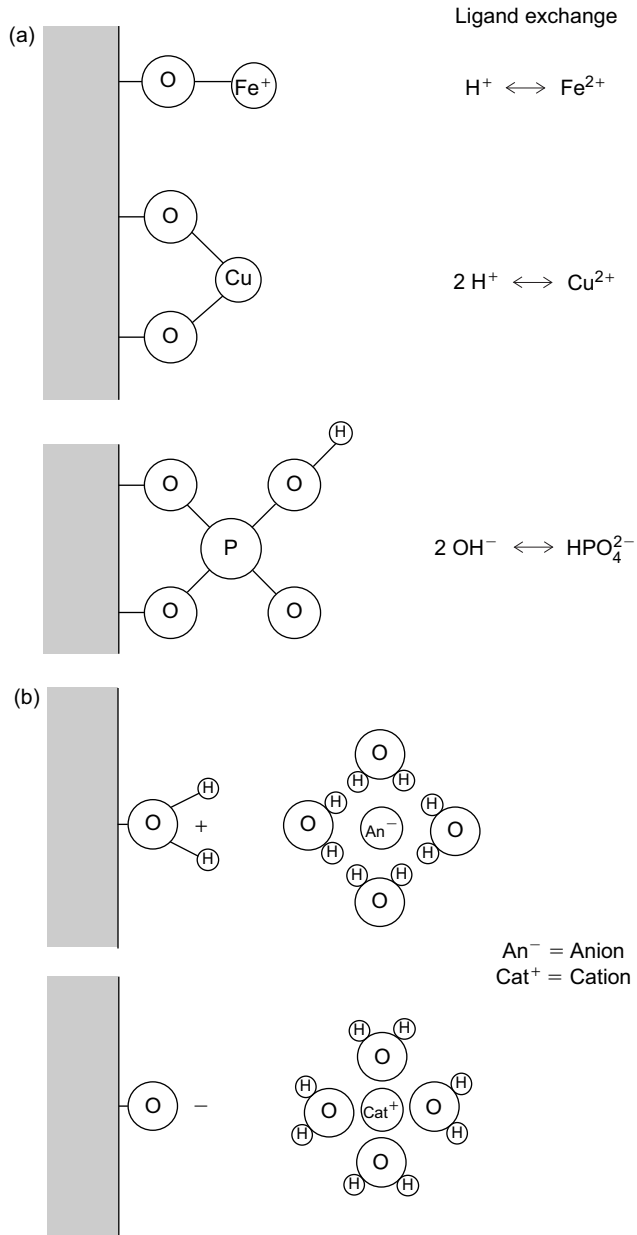 Ligand exchange
(a)
O Fe⁺ H⁺ ↔ Fe²⁺
O
Cu 2 H⁺ ↔ Cu²⁺
O
H
O O
P 2 OH⁻ ↔ HPO₄²⁻
O O
(b)
O
H H H
O + O H An⁻ H O
H H H
H H
O
An⁻ = Anion
Cat⁺ = Cation
H H
O
H H
O − O Cat⁺ O
H H
O
H H